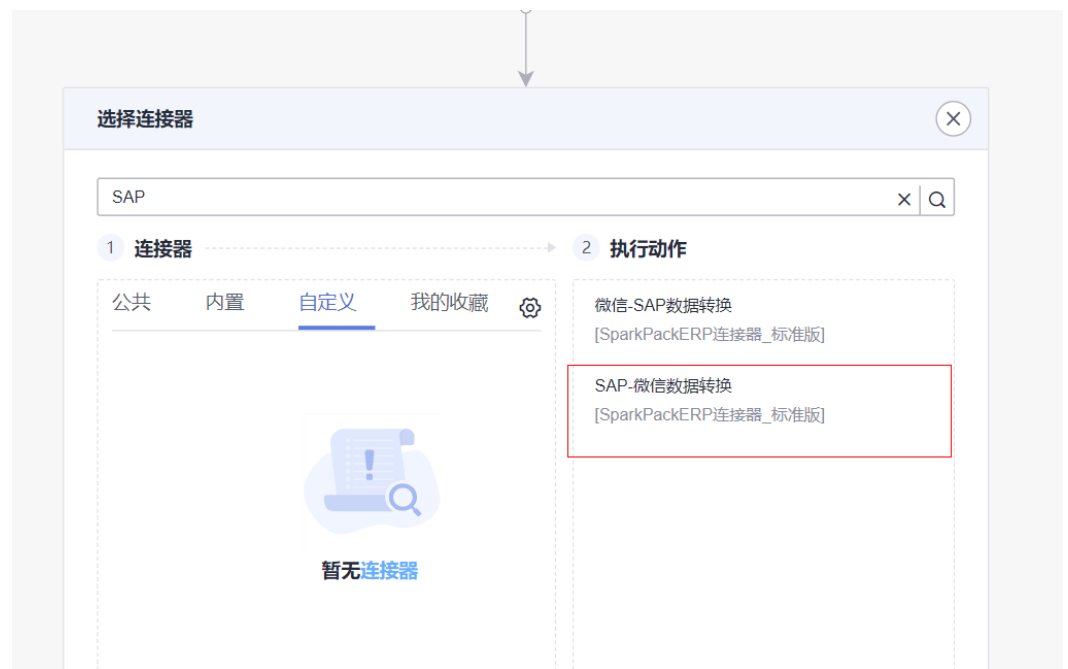 选择连接器
SAP
1 连接器
2 执行动作
公共 内置 自定义 我的收藏
微信-SAP数据转换
[SparkPackERP连接器_标准版]
SAP-微信数据转换
[SparkPackERP连接器_标准版]
暂无连接器